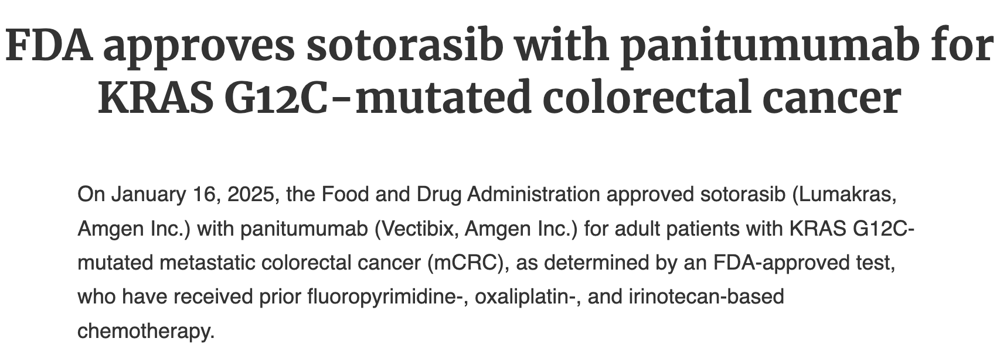 FDA approves sotorasib with panitumumab for
KRAS G12C-mutated colorectal cancer
On January 16, 2025, the Food and Drug Administration approved sotorasib (Lumakras,
Amgen Inc.) with panitumumab (Vectibix, Amgen Inc.) for adult patients with KRAS G12C-
mutated metastatic colorectal cancer (mCRC), as determined by an FDA-approved test,
who have received prior fluoropyrimidine-, oxaliplatin-, and irinotecan-based
chemotherapy.